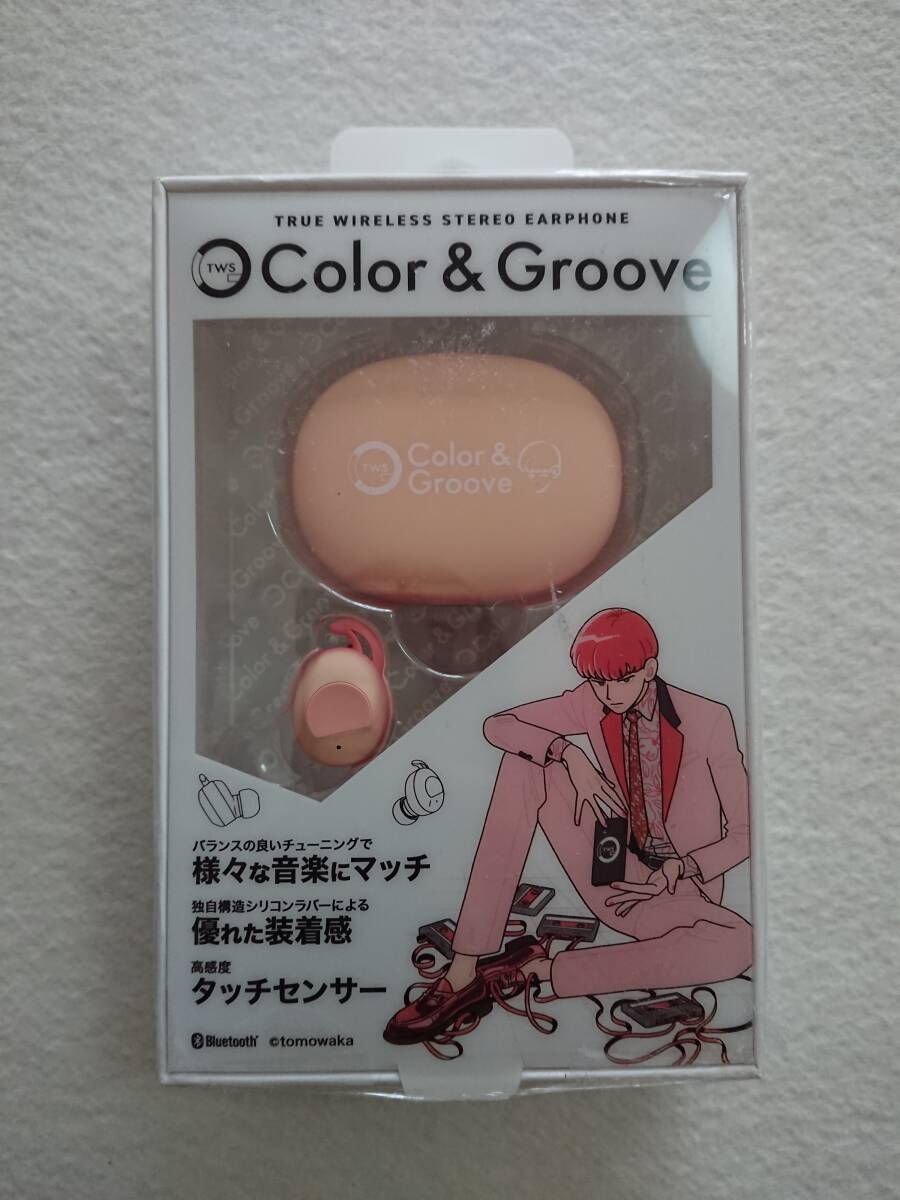 TRUE WIRELESS STEREO EARPHONE
TWS Color & Groove
TWS Color &
Groove
バランスの良いチューニングで
様々な音楽にマッチ
独自構造シリコンラバーによる
優れた装着感
高感度
タッチセンサー
Bluetooth® ©tomowaka
TWS